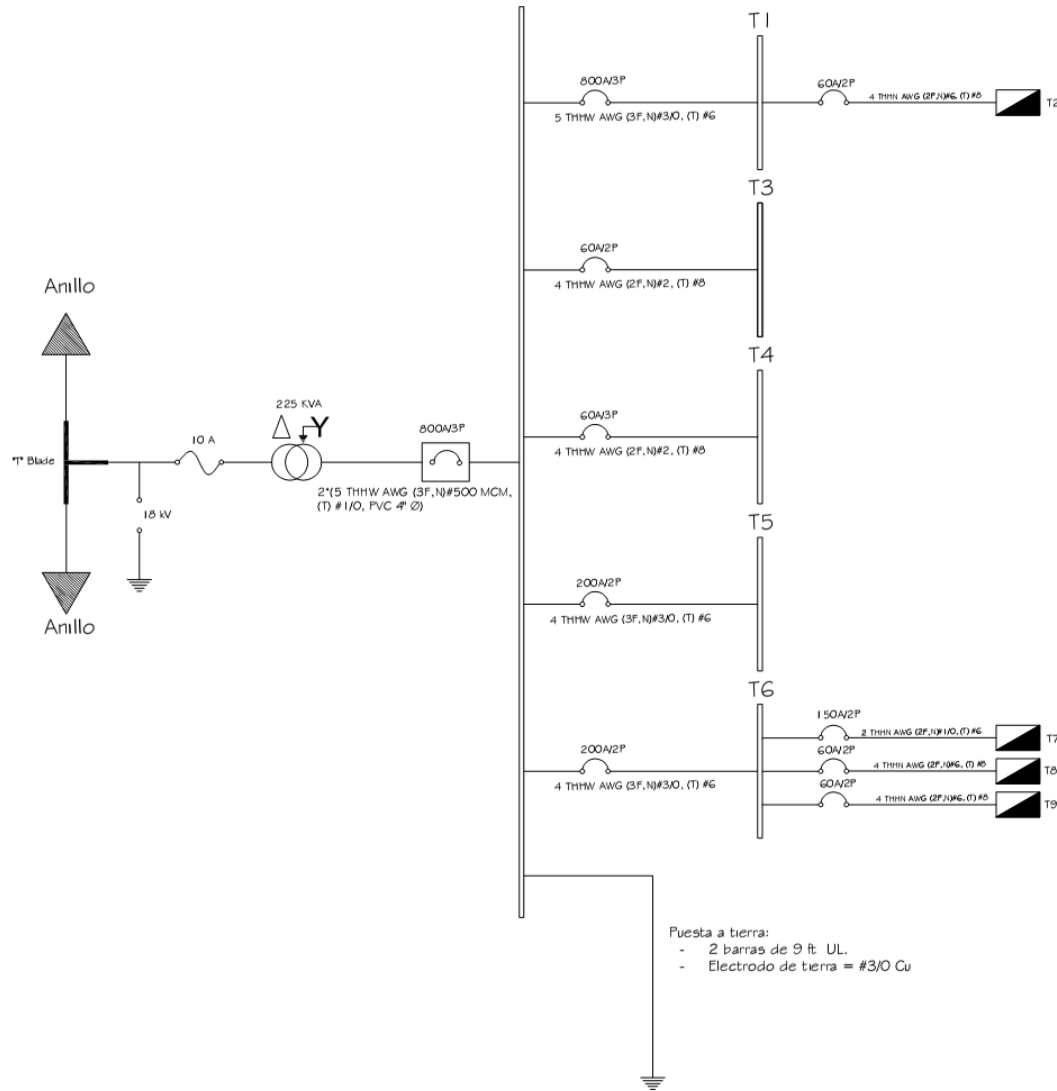 T1
800A/3P
5 THHW AWG (3F,N)#3/0, (T) #6
60A/2P
4 THHN AWG (2F,N)#6, (T) #8
T2
T3
60A/2P
4 THHW AWG (2F,N)#2, (T) #8
T4
60A/3P
4 THHW AWG (2F,N)#2, (T) #8
Anillo
"T" Blade
18 kV
Anillo
10 A
225 KVA
Y
800A/3P
2*(5 THHW AWG (3F,N)#500 MCM,
(T) #1/0, PVC 4" Ø)
T5
200A/2P
4 THHW AWG (3F,N)#3/0, (T) #6
T6
200A/2P
4 THHW AWG (3F,N)#3/0, (T) #6
150A/2P
2 THHN AWG (2F,N)#1/0, (T) #6
T7
60A/2P
4 THHN AWG (2F,N)#6, (T) #8
T8
60A/2P
4 THHN AWG (2F,N)#6, (T) #8
T9
Puesta a tierra:
- 2 barras de 9 ft UL.
- Electrodo de tierra = #3/0 Cu